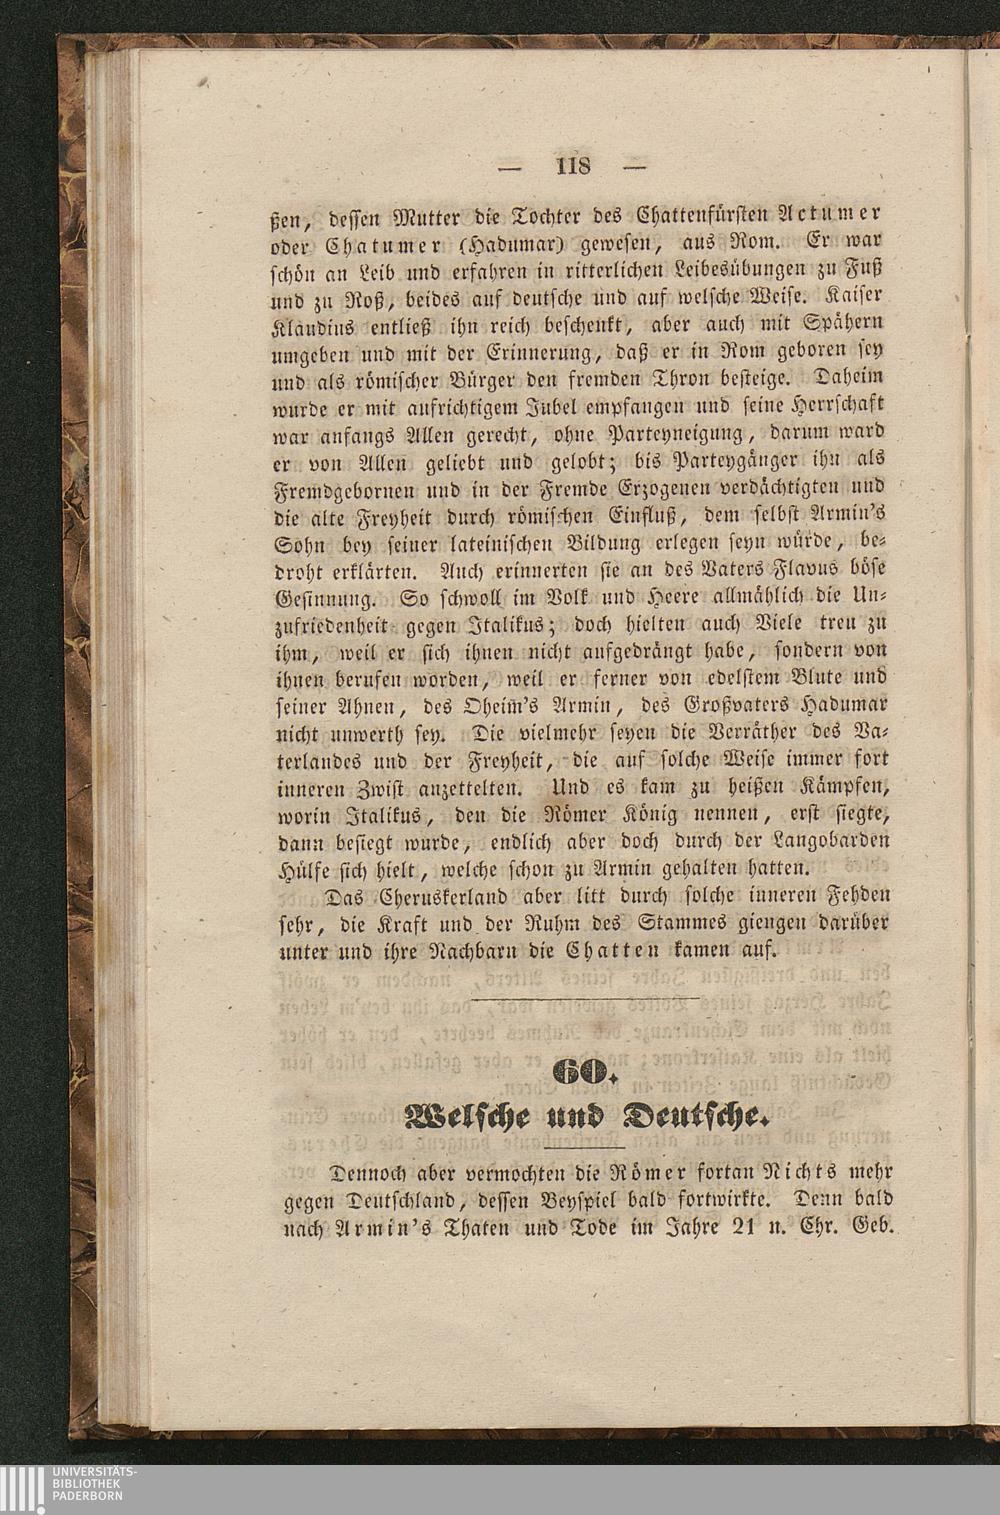 — 118 —
ßen, dessen Mutter die Tochter des Chattenfürsten Actumer
oder Chatumer (Hadumar) gewesen, aus Rom. Er war
schön an Leib und erfahren in ritterlichen Leibesübungen zu Fuß
und zu Roß, beides auf deutsche und auf welsche Weise. Kaiser
Klaudius entließ ihn reich beschenkt, aber auch mit Spähern
umgeben und mit der Erinnerung, daß er in Rom geboren sey
und als römischer Bürger den fremden Thron besteige. Daheim
wurde er mit aufrichtigem Jubel empfangen und seine Herrschaft
war anfangs Allen gerecht, ohne Parteyneigung, darum ward
er von Allen geliebt und gelobt; bis Parteygänger ihn als
Fremdgebornen und in der Fremde Erzogenen verdächtigten und
die alte Freyheit durch römischen Einfluß, dem selbst Armin's
Sohn bey seiner lateinischen Bildung erlegen seyn würde, be-
droht erklärten. Auch erinnerten sie an des Vaters Flavus böse
Gesinnung. So schwoll im Volk und Heere allmählich die Un-
zufriedenheit gegen Italikus; doch hielten auch Viele treu zu
ihm, weil er sich ihnen nicht aufgedrängt habe, sondern von
ihnen berufen worden, weil er ferner von edelstem Blute und
seiner Ahnen, des Oheim's Armin, des Großvaters Hadumar
nicht unwerth sey. Die vielmehr seyen die Verräther des Va-
terlandes und der Freyheit, die auf solche Weise immer fort
inneren Zwist anzettelten. Und es kam zu heißen Kämpfen,
worin Italikus, den die Römer König nennen, erst siegte,
dann besiegt wurde, endlich aber doch durch der Langobarden
Hülfe sich hielt, welche schon zu Armin gehalten hatten.
Das Cheruskerland aber litt durch solche inneren Fehden
sehr, die Kraft und der Ruhm des Stammes giengen darüber
unter und ihre Nachbarn die Chatten kamen auf.
60.
Welsche und Deutsche.
Dennoch aber vermochten die Römer fortan Nichts mehr
gegen Deutschland, dessen Beyspiel bald fortwirkte. Denn bald
nach Armin's Thaten und Tode im Jahre 21 n. Chr. Geb.
UNIVERSITÄTS-
BIBLIOTHEK
PADERBORN